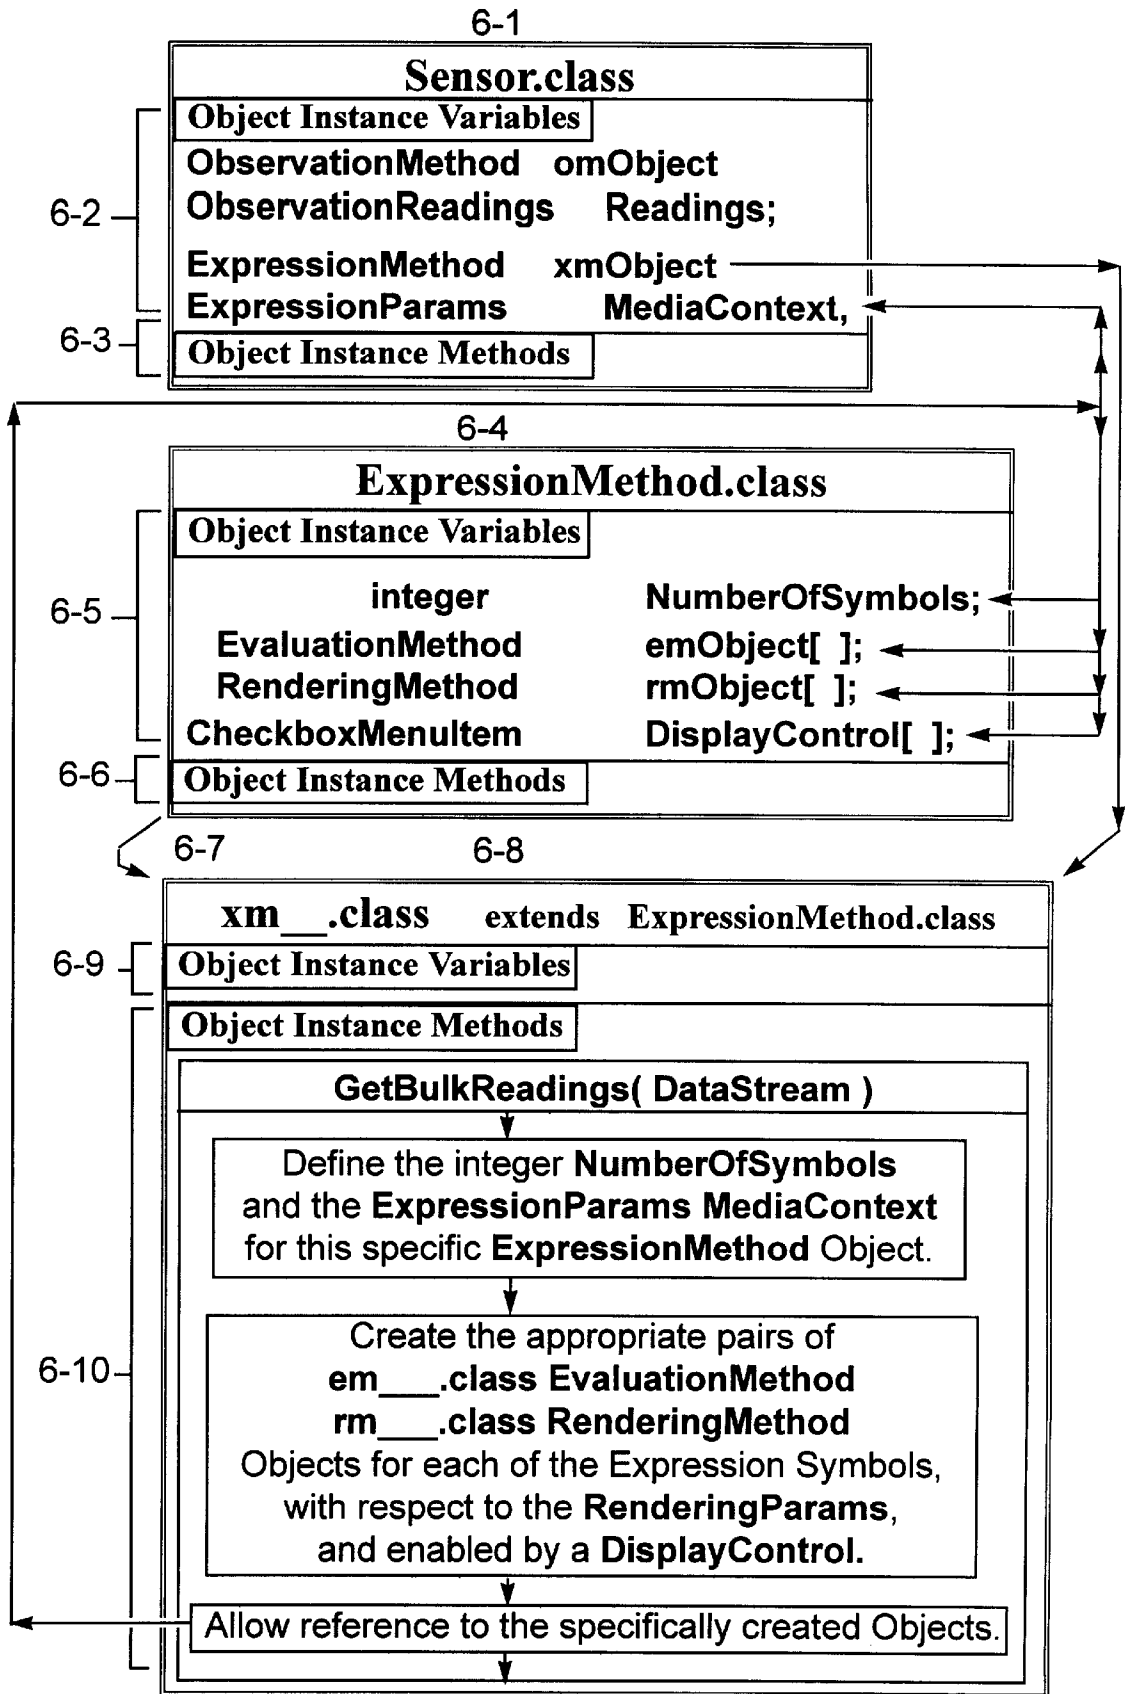 6-1
Sensor.class
Object Instance Variables
ObservationMethod omObject
6-2
ObservationReadings Readings;
ExpressionMethod xmObject
ExpressionParams MediaContext,
6-3
Object Instance Methods
6-4
ExpressionMethod.class
Object Instance Variables
6-5
integer NumberOfSymbols;
EvaluationMethod emObject[ ];
RenderingMethod rmObject[ ];
CheckboxMenuItem DisplayControl[ ];
6-6
Object Instance Methods
6-7 6-8
xm__.class extends ExpressionMethod.class
6-9
Object Instance Variables
Object Instance Methods
GetBulkReadings( DataStream )
Define the integer NumberOfSymbols
and the ExpressionParams MediaContext
for this specific ExpressionMethod Object.
Create the appropriate pairs of
6-10
em___.class EvaluationMethod
rm___.class RenderingMethod
Objects for each of the Expression Symbols,
with respect to the RenderingParams,
and enabled by a DisplayControl.
Allow reference to the specifically created Objects.